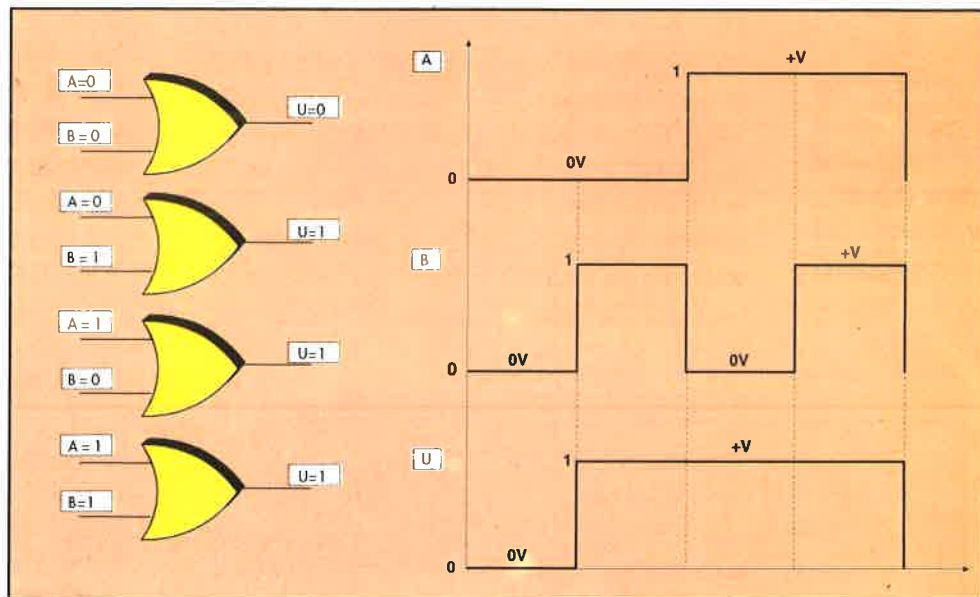 A=0
B=0
U=0
A=0
B=1
U=1
A=1
B=0
U=1
A=1
B=1
U=1
A
1
+V
0
0V
B
1
+V
0
0V
0V
U
1
+V
0
0V